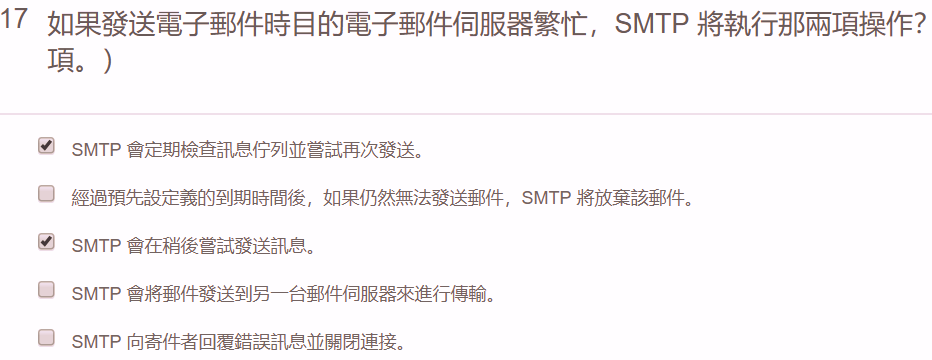 17 如果發送電子郵件時目的電子郵件伺服器繁忙，SMTP 將執行那兩項操作？
項。）
SMTP 會定期檢查訊息佇列並嘗試再次發送。
經過預先設定義的到期時間後，如果仍然無法發送郵件，SMTP 將放棄該郵件。
SMTP 會在稍後嘗試發送訊息。
SMTP 會將郵件發送到另一台郵件伺服器來進行傳輸。
SMTP 向寄件者回覆錯誤訊息並關閉連接。